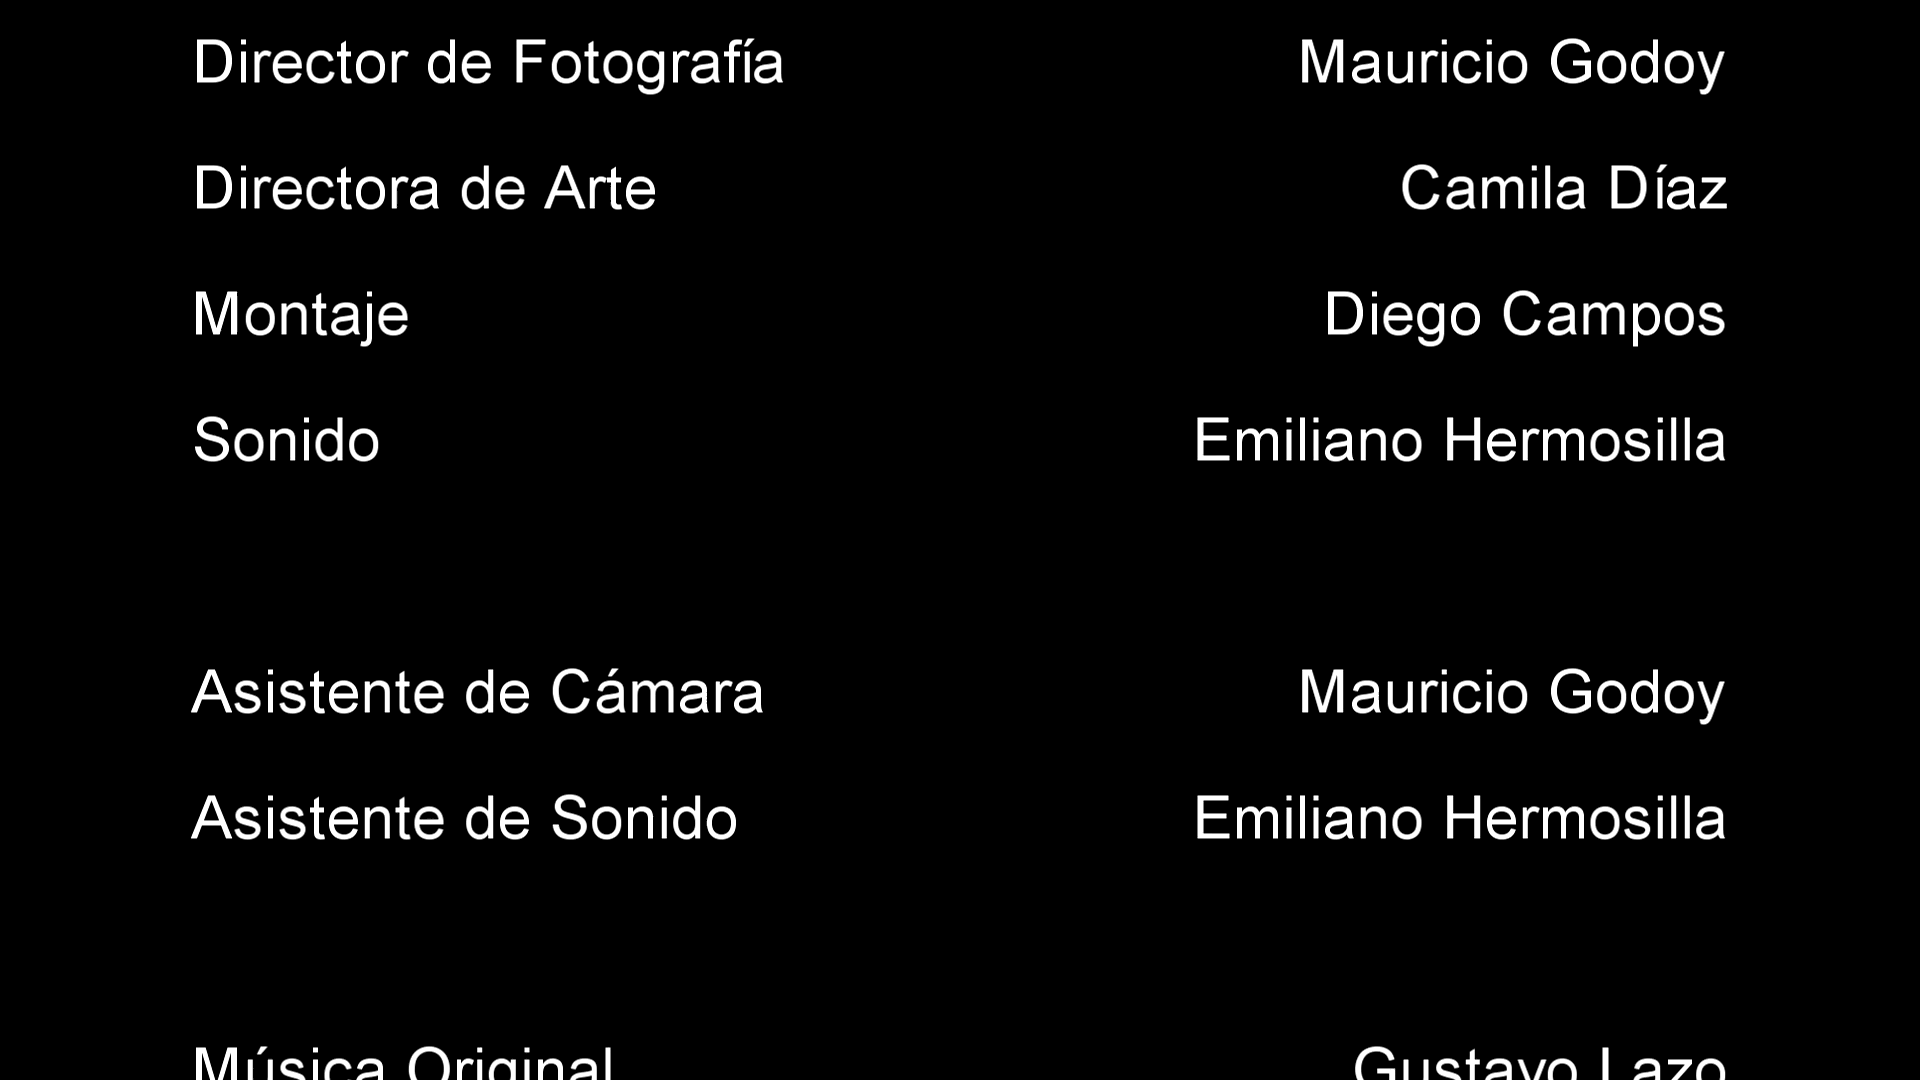 Director de Fotografía Mauricio Godoy
Directora de Arte Camila Díaz
Montaje Diego Campos
Sonido Emiliano Hermosilla
Asistente de Cámara Mauricio Godoy
Asistente de Sonido Emiliano Hermosilla
Música Original Gustavo Lazo